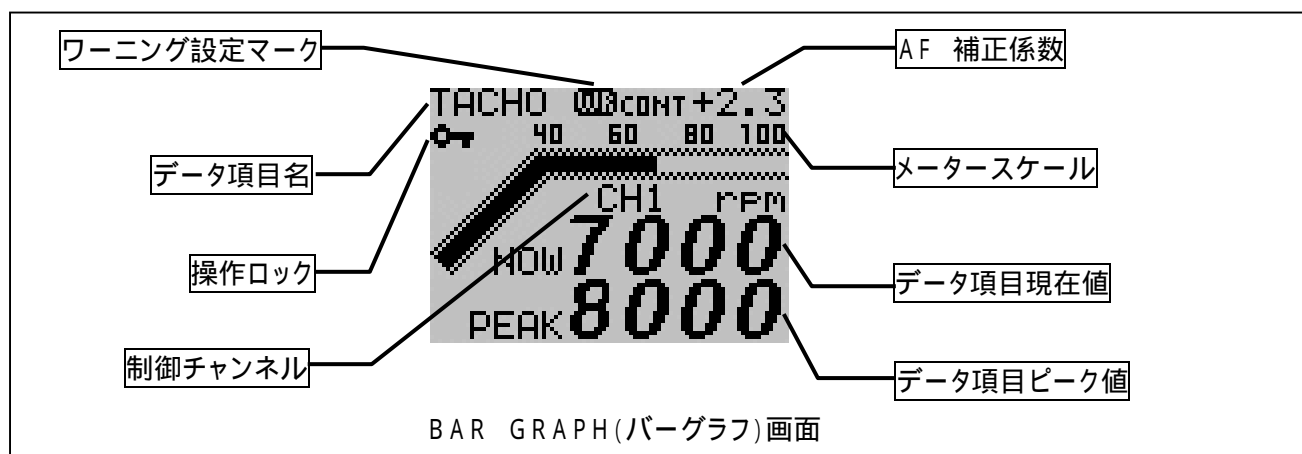 ワーニング設定マーク
AF 補正係数
TACHO CONT +2.3
40 60 80 100
データ項目名
メータースケール
CH1 rpm
操作ロック
NOW 7000
データ項目現在値
PEAK 8000
制御チャンネル
データ項目ピーク値
BAR GRAPH(バーグラフ)画面